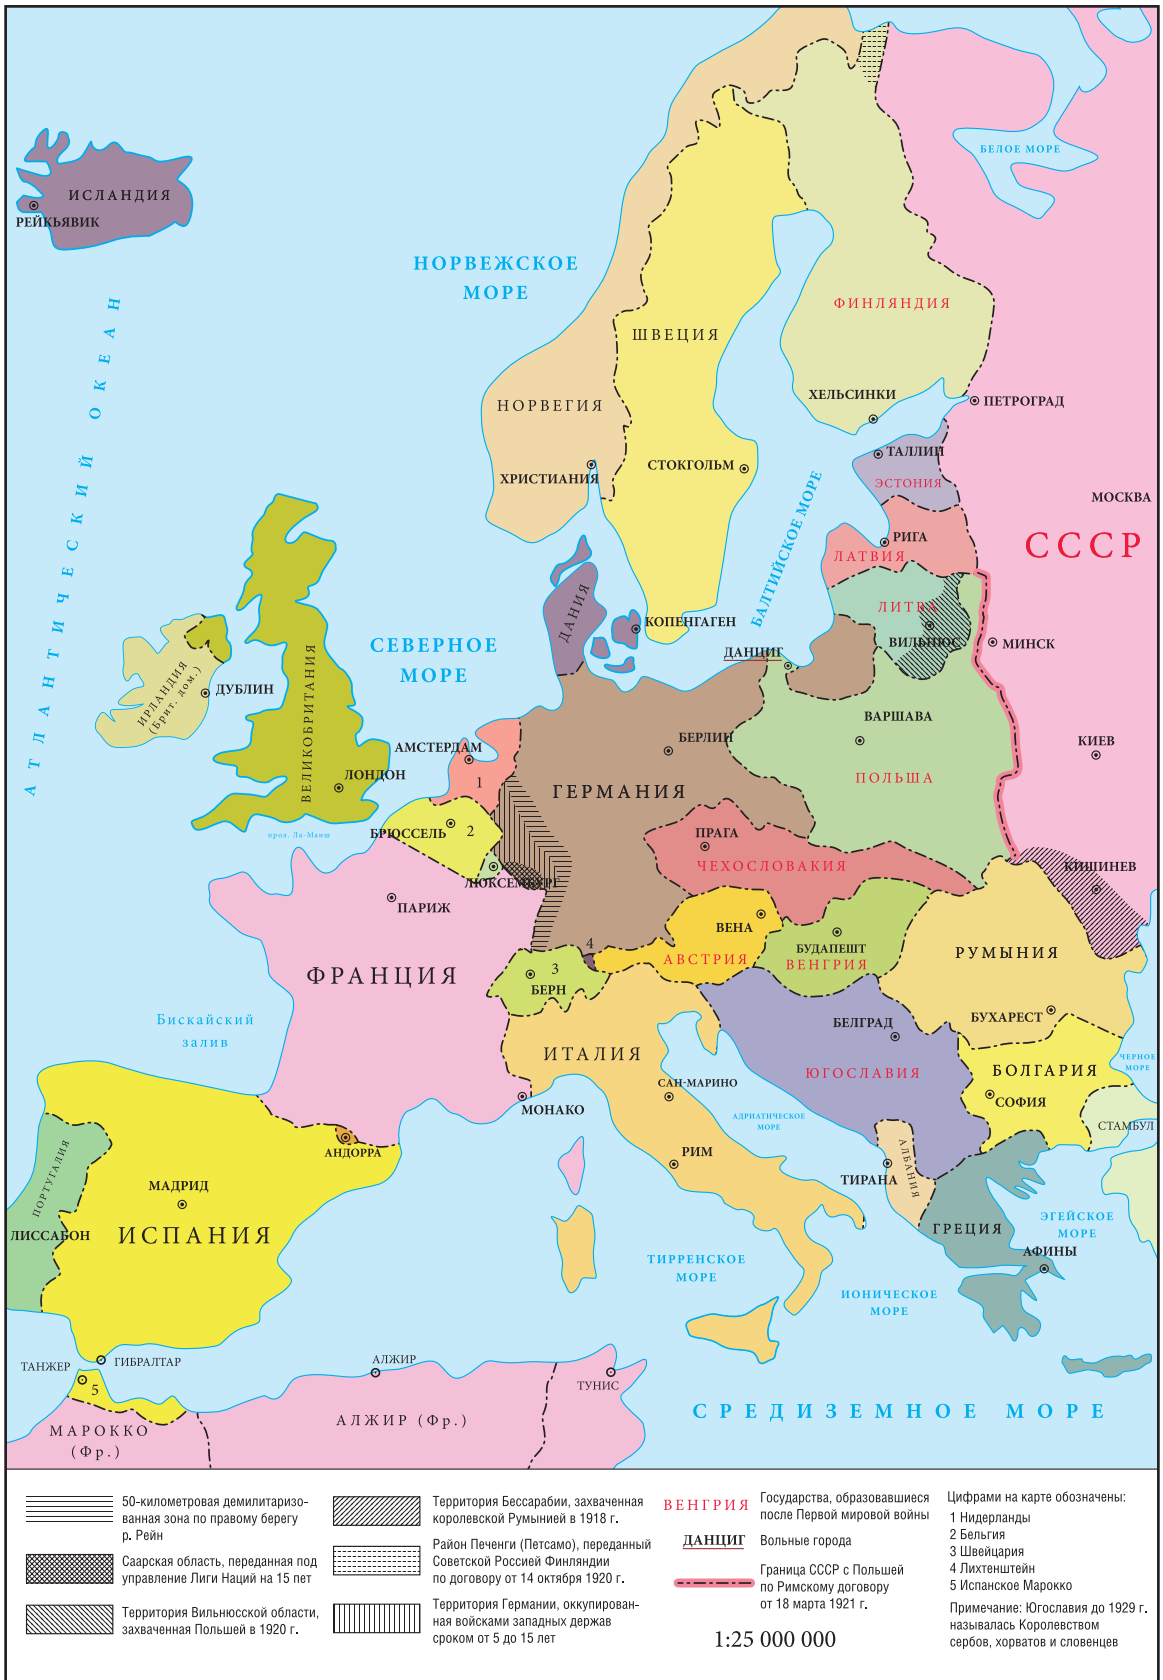 БЕЛОЕ МОРЕ
ИСЛАНДИЯ
РЕЙКЬЯВИК
НОРВЕЖСКОЕ
МОРЕ
АТЛАНТИЧЕСКИЙ ОКЕАН
ФИНЛЯНДИЯ
ШВЕЦИЯ
НОРВЕГИЯ
ХЕЛЬСИНКИ
ПЕТРОГРАД
ТАЛЛИН
ЭСТОНИЯ
СТОКГОЛЬМ
ХРИСТИАНИЯ
МОСКВА
СССР
РИГА
ЛАТВИЯ
БАЛТИЙСКОЕ МОРЕ
ДАНИЯ
КОПЕНГАГЕН
ЛИТВА
ВИЛЬНЮС
МИНСК
СЕВЕРНОЕ
МОРЕ
ДАНЦИГ
ИРЛАНДИЯ
(Брит. дом.)
ДУБЛИН
ВЕЛИКОБРИТАНИЯ
ЛОНДОН
ВАРШАВА
ПОЛЬША
КИЕВ
БЕРЛИН
ГЕРМАНИЯ
АМСТЕРДАМ
1
БРЮССЕЛЬ
2
прол. Ла-Манш
ЛЮКСЕМБУРГ
ПРАГА
ЧЕХОСЛОВАКИЯ
КИШИНЕВ
ПАРИЖ
ФРАНЦИЯ
ВЕНА
АВСТРИЯ
БУДАПЕШТ
ВЕНГРИЯ
РУМЫНИЯ
БУХАРЕСТ
4
3
БЕРН
Бискайский
залив
ИТАЛИЯ
БЕЛГРАД
ЮГОСЛАВИЯ
БОЛГАРИЯ
СОФИЯ
ЧЕРНОЕ
МОРЕ
СТАМБУЛ
САН-МАРИНО
МОНАКО
АДРИАТИЧЕСКОЕ
МОРЕ
АНДОРРА
РИМ
ТИРАНА
АЛБАНИЯ
ПОРТУГАЛИЯ
МАДРИД
ЛИССАБОН
ИСПАНИЯ
ГРЕЦИЯ
ЭГЕЙСКОЕ
МОРЕ
АФИНЫ
ТИРРЕНСКОЕ
МОРЕ
ИОНИЧЕСКОЕ
МОРЕ
ТАНЖЕР
ГИБРАЛТАР
5
АЛЖИР
ТУНИС
МАРОККО
(Фр.)
АЛЖИР (Фр.)
СРЕДИЗЕМНОЕ МОРЕ
50-километровая демилитаризо-
ванная зона по правому берегу
р. Рейн
Саарская область, переданная под
управление Лиги Наций на 15 лет
Территория Вильнюсской области,
захваченная Польшей в 1920 г.
Территория Бессарабии, захваченная
королевской Румынией в 1918 г.
Район Печенги (Петсамо), переданный
Советской Россией Финляндии
по договору от 14 октября 1920 г.
Территория Германии, оккупирован-
ная войсками западных держав
сроком от 5 до 15 лет
ВЕНГРИЯ
Государства, образовавшиеся
после Первой мировой войны
ДАНЦИГ
Вольные города
Граница СССР с Польшей
по Римскому договору
от 18 марта 1921 г.
1:25 000 000
Цифрами на карте обозначены:
1 Нидерланды
2 Бельгия
3 Швейцария
4 Лихтенштейн
5 Испанское Марокко
Примечание: Югославия до 1929 г.
называлась Королевством
сербов, хорватов и словенцев